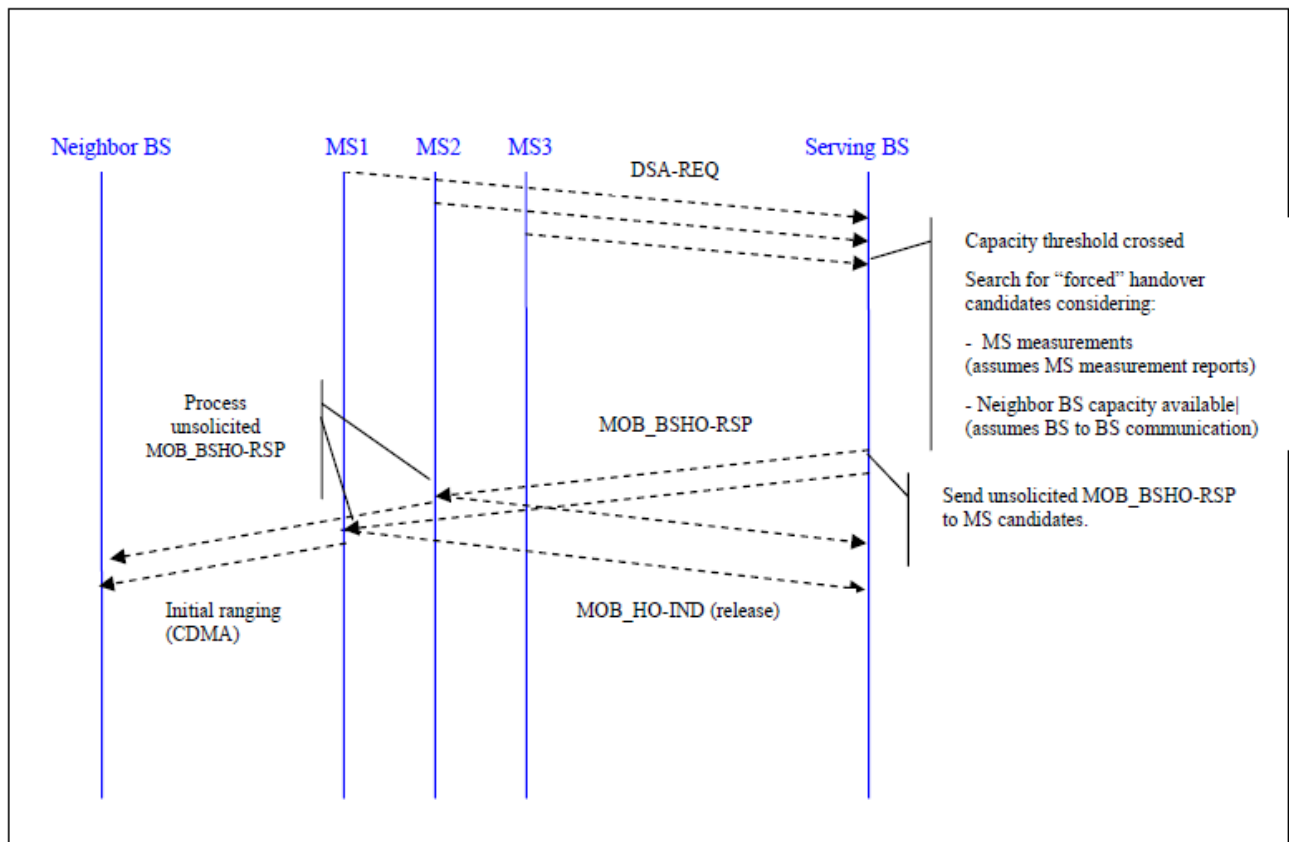 Neighbor BS
MS1
MS2
MS3
Serving BS
DSA-REQ
Capacity threshold crossed
Search for “forced” handover
candidates considering:
- MS measurements
(assumes MS measurement reports)
- Neighbor BS capacity available|
(assumes BS to BS communication)
Process
unsolicited
MOB_BSHO-RSP
MOB_BSHO-RSP
Send unsolicited MOB_BSHO-RSP
to MS candidates.
Initial ranging
(CDMA)
MOB_HO-IND (release)